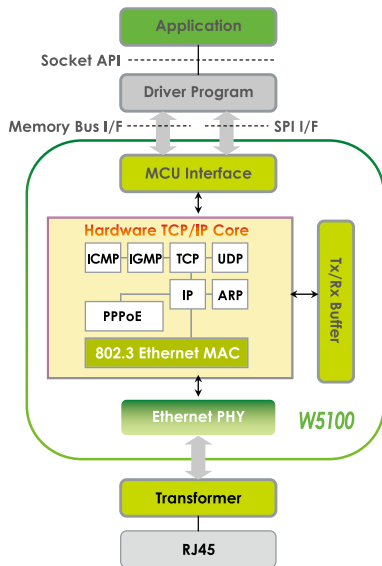 Application
Socket API
Driver Program
Memory Bus I/F
SPI I/F
MCU Interface
Hardware TCP/IP Core
ICMP IGMP TCP UDP
IP ARP
PPPoE
802.3 Ethernet MAC
Tx/Rx Buffer
Ethernet PHY
W5100
Transformer
RJ45